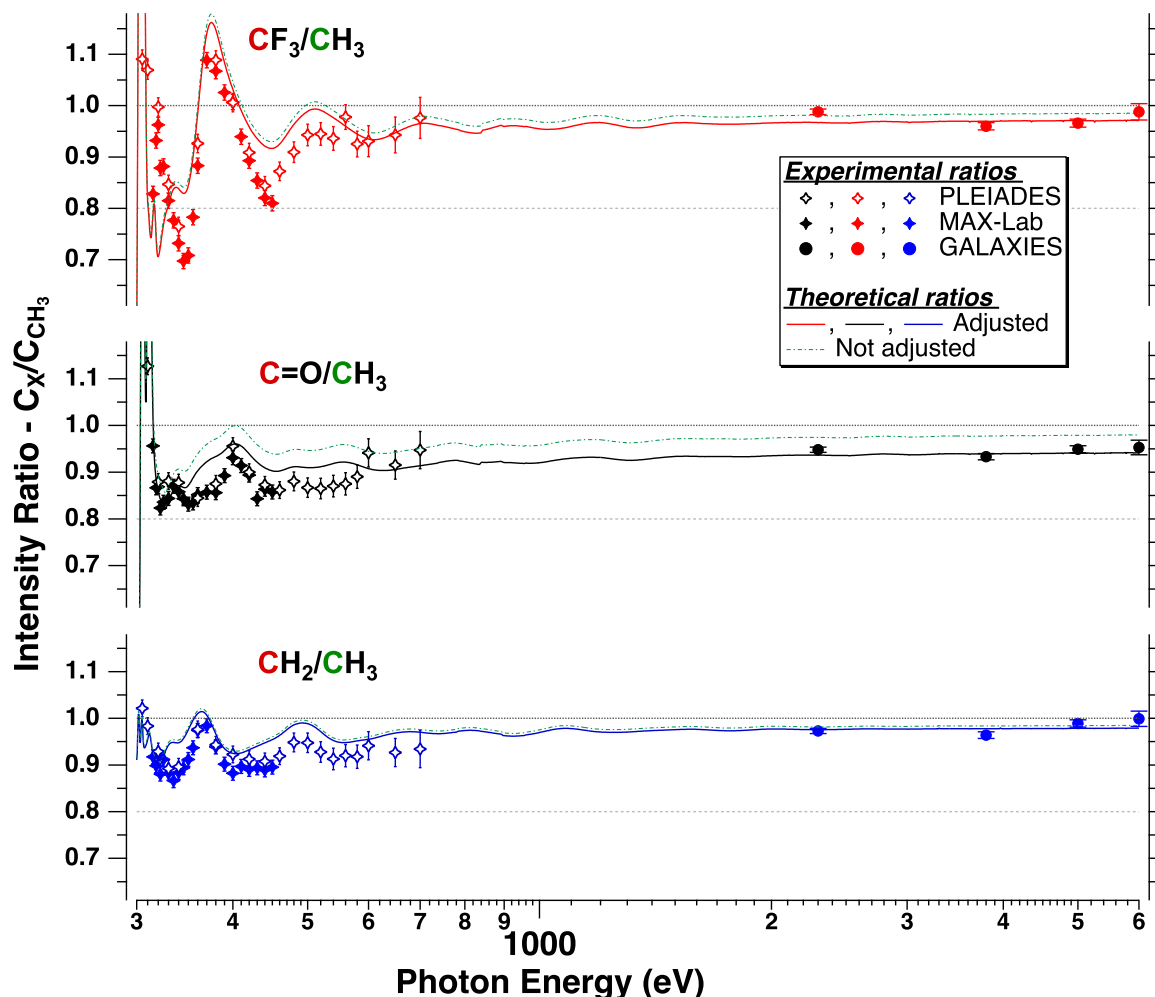 CF3/CH3
1.1
1.0
0.9
0.8
0.7
Experimental ratios
, , PLEIADES
, , MAX-Lab
, , GALAXIES
Theoretical ratios
, , Adjusted
Not adjusted
Intensity Ratio - CX/CCH3
C=O/CH3
1.1
1.0
0.9
0.8
0.7
CH2/CH3
1.1
1.0
0.9
0.8
0.7
3 4 5 6 7 8 9 2 3 4 5 6
1000
Photon Energy (eV)